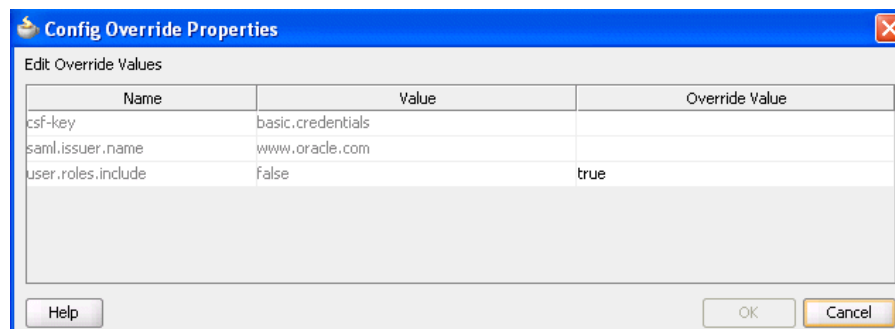 Config Override Properties
Edit Override Values
Name Value Override Value
csf-key basic.credentials
saml.issuer.name www.oracle.com
user.roles.include false true
Help OK Cancel